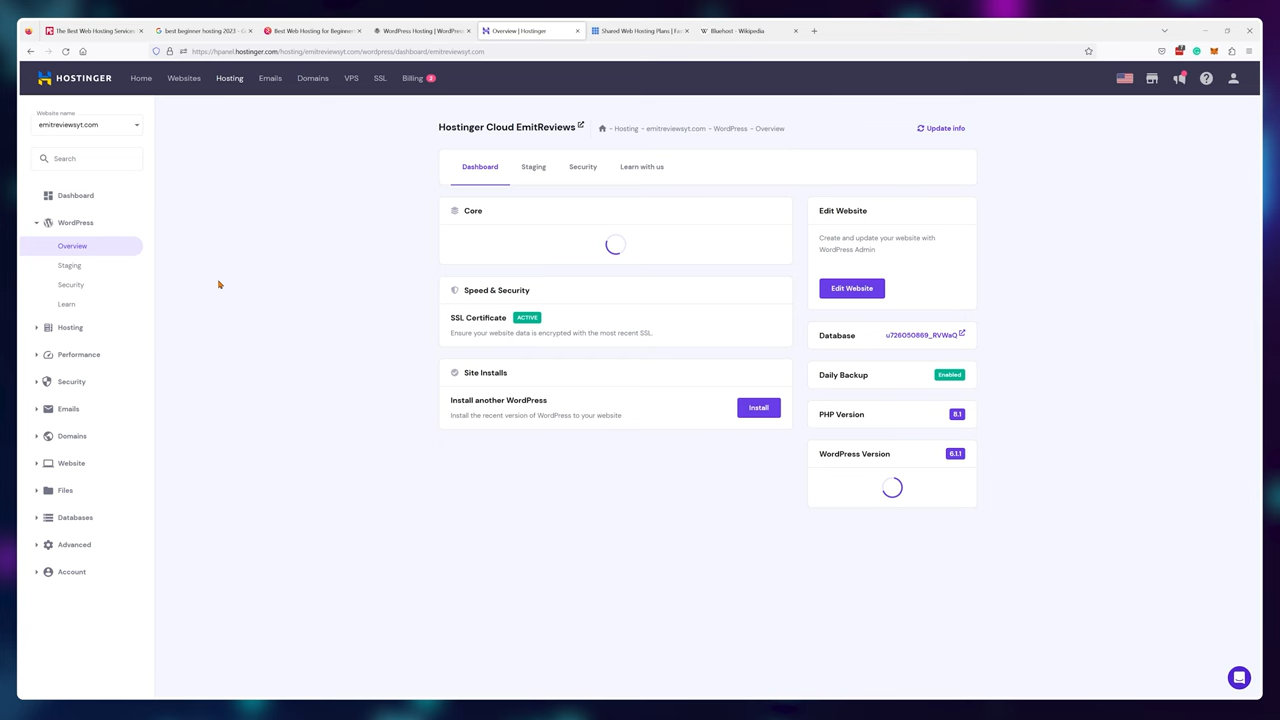 The Best Web Hosting Services
best beginner hosting 2023 - G
Best Web Hosting for Beginner
WordPress Hosting | WordPres
Overview | Hostinger
Shared Web Hosting Plans | Fas
Bluehost - Wikipedia
https://hpanel.hostinger.com/hosting/emitreviewsyt.com/wordpress/dashboard/emitreviewsyt.com
HOSTINGER
Home
Websites
Hosting
Emails
Domains
VPS
SSL
Billing 2
Website name
emitreviewsyt.com
Search
Dashboard
WordPress
Overview
Staging
Security
Learn
Hosting
Performance
Security
Emails
Domains
Website
Files
Databases
Advanced
Account
Hostinger Cloud EmitReviews
- Hosting - emitreviewsyt.com - WordPress - Overview
Update info
Dashboard
Staging
Security
Learn with us
Core
Speed & Security
SSL Certificate ACTIVE
Ensure your website data is encrypted with the most recent SSL.
Site Installs
Install another WordPress
Install the recent version of WordPress to your website
Install
Edit Website
Create and update your website with
WordPress Admin
Edit Website
Database u726050869_RVWaQ
Daily Backup Enabled
PHP Version 8.1
WordPress Version 6.1.1